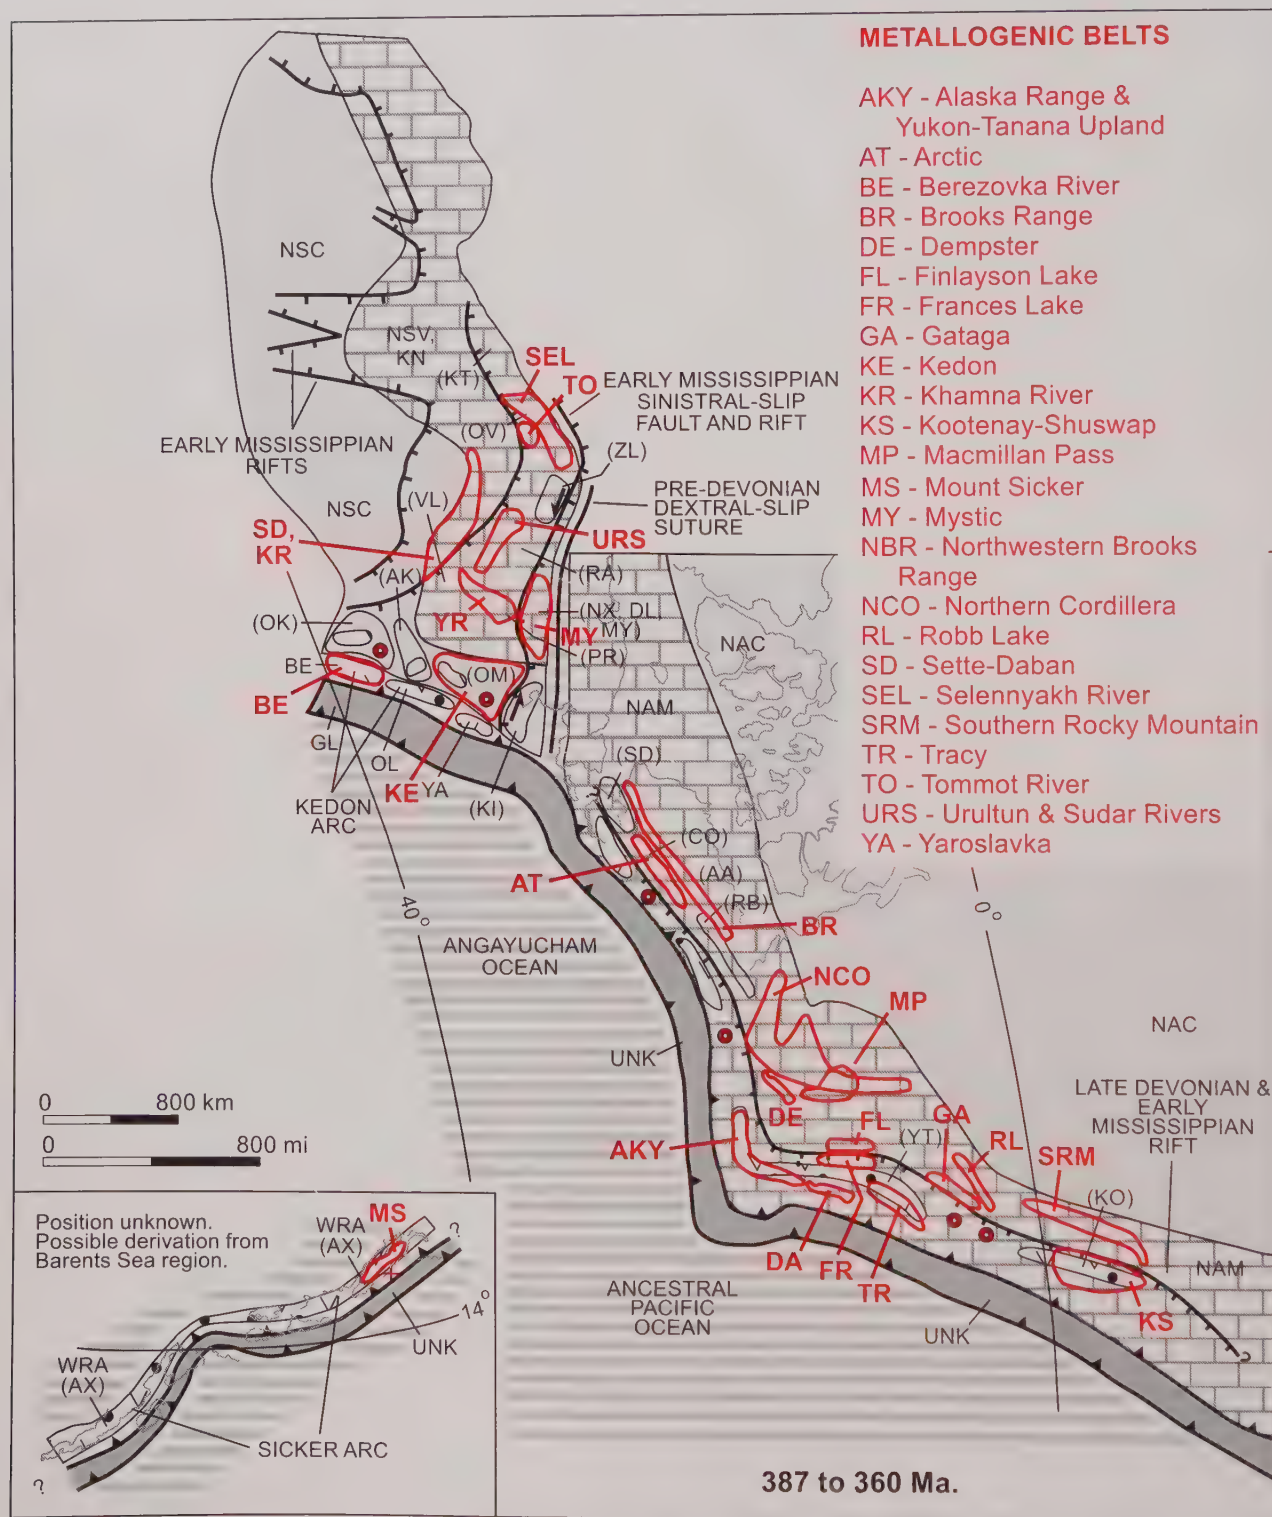 METALLOGENIC BELTS
AKY - Alaska Range &
Yukon-Tanana Upland
AT - Arctic
BE - Berezovka River
BR - Brooks Range
DE - Dempster
FL - Finlayson Lake
FR - Frances Lake
GA - Gataga
KE - Kedon
KR - Khamna River
KS - Kootenay-Shuswap
MP - Macmillan Pass
MS - Mount Sicker
MY - Mystic
NBR - Northwestern Brooks
Range
NCO - Northern Cordillera
RL - Robb Lake
SD - Sette-Daban
SEL - Selennyakh River
SRM - Southern Rocky Mountain
TR - Tracy
TO - Tommot River
URS - Urultun & Sudar Rivers
YA - Yaroslavka
NSC
NSV,
KN
(KT)
SEL
TO
EARLY MISSISSIPPIAN
SINISTRAL-SLIP
FAULT AND RIFT
(OV)
EARLY MISSISSIPPIAN
RIFTS
(ZL)
NSC
(VL)
PRE-DEVONIAN
DEXTRAL-SLIP
SUTURE
SD,
KR
URS
(AK)
(RA)
(OK)
YR
MY
(NX, DL,
MY)
(PR)
NAC
BE
(OM)
BE
NAM
GL
OL
KE
YA
(KI)
(SD)
KEDON
ARC
(CO)
AT
(AA)
(RB)
BR
40°
0°
ANGAYUCHAM
OCEAN
NCO
MP
NAC
UNK
0 800 km
0 800 mi
DE
FL
(YT)
GA
RL
LATE DEVONIAN &
EARLY
MISSISSIPPIAN
RIFT
AKY
SRM
(KO)
DA
FR
TR
NAM
KS
ANCESTRAL
PACIFIC
OCEAN
UNK
?
Position unknown.
Possible derivation from
Barents Sea region.
WRA
(AX)
MS
?
14°
UNK
WRA
(AX)
SICKER ARC
?
387 to 360 Ma.